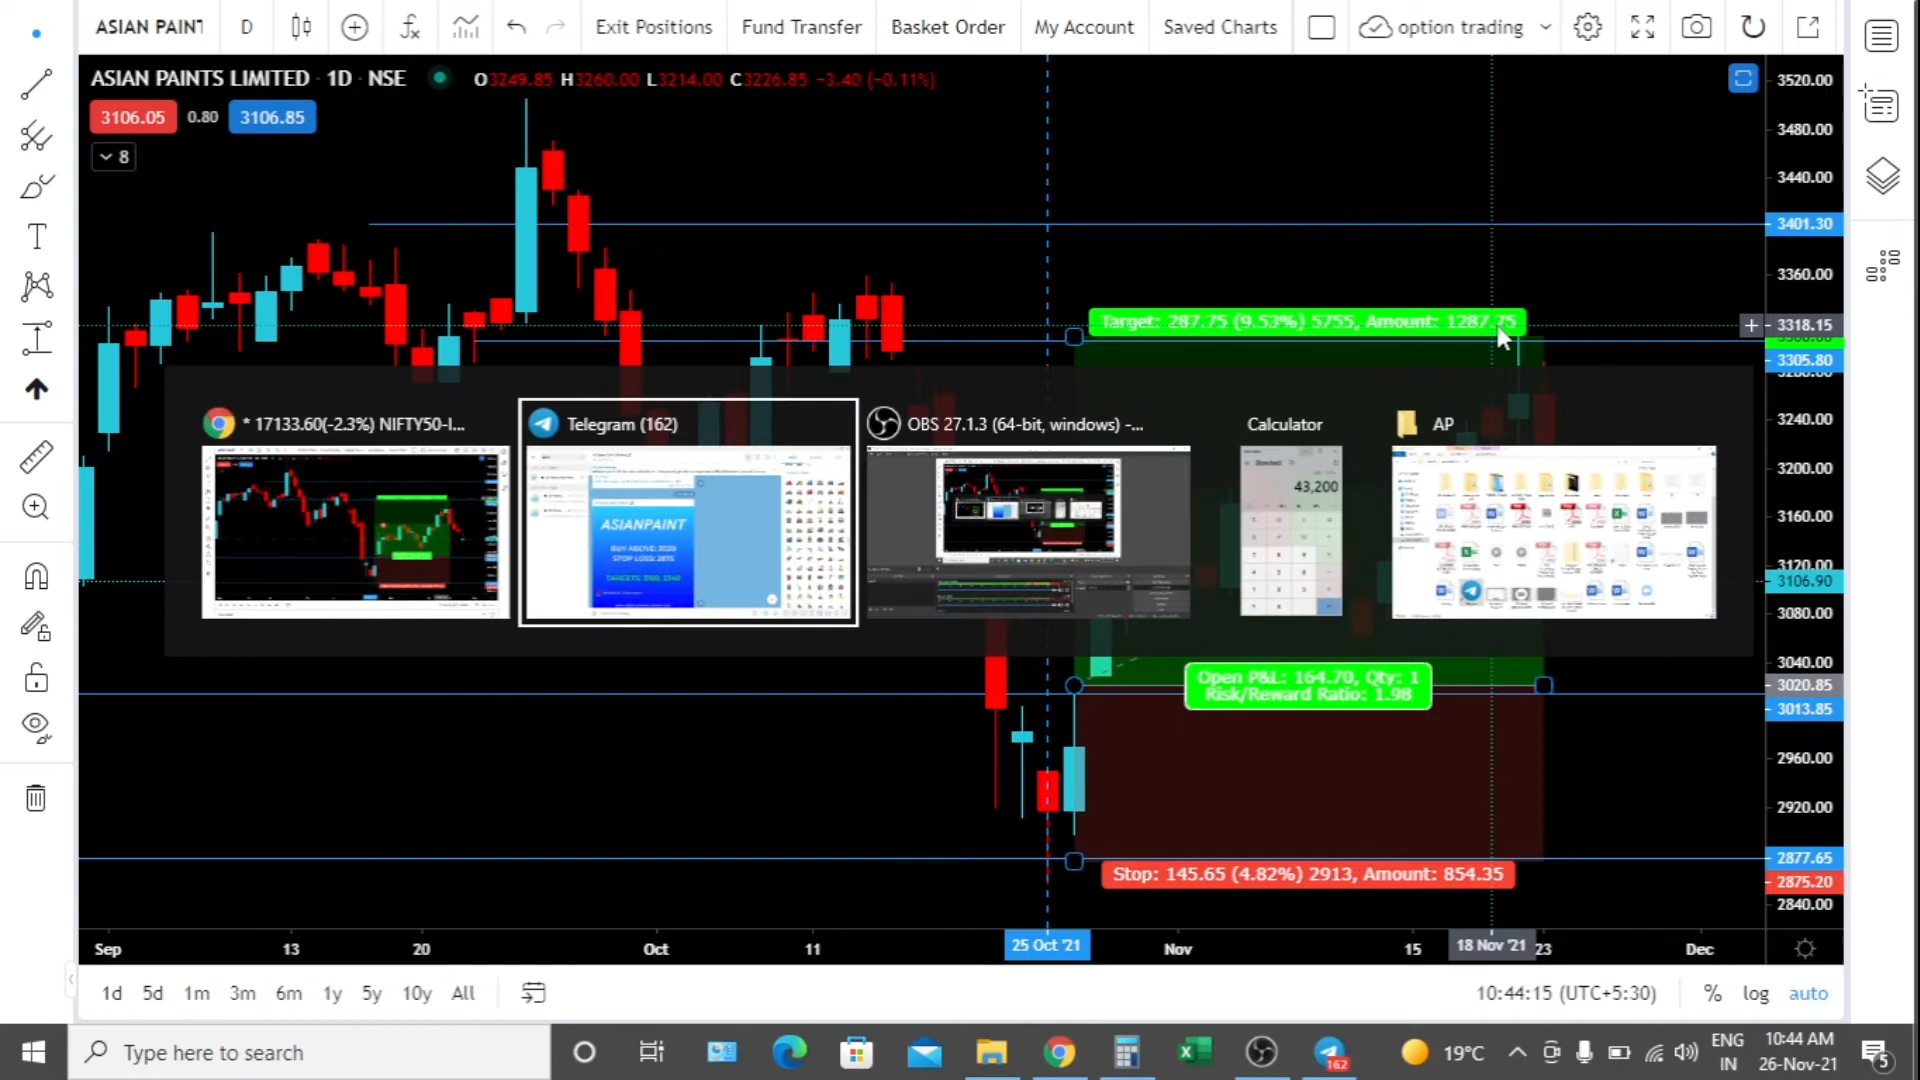 ASIAN PAINT
D
Exit Positions
Fund Transfer
Basket Order
My Account
Saved Charts
option trading
ASIAN PAINTS LIMITED · 1D · NSE
O3249.85 H3260.00 L3214.00 C3226.85 −3.40 (−0.11%)
3106.05
0.80
3106.85
8
3520.00
3480.00
3440.00
3401.30
3360.00
Target: 287.75 (9.53%) 5755, Amount: 1287.75
3318.15
3305.80
3240.00
3200.00
3160.00
3120.00
3106.90
3080.00
3040.00
3020.85
3013.85
2960.00
2920.00
2877.65
2875.20
2840.00
* 17133.60(-2.3%) NIFTY50-I...
Telegram (162)
OBS 27.1.3 (64-bit, windows) -...
Calculator
AP
Standard
43,200
ASIANPAINT
BUY ABOVE: 3020
Open P&L: 164.70, Qty: 1
Risk/Reward Ratio: 1.98
Stop: 145.65 (4.82%) 2913, Amount: 854.35
Sep
13
20
Oct
11
25 Oct '21
Nov
15
18 Nov '21
23
Dec
1d
5d
1m
3m
6m
1y
5y
10y
All
10:44:15 (UTC+5:30)
%
log
auto
Type here to search
162
19°C
ENG
IN
10:44 AM
26-Nov-21
5